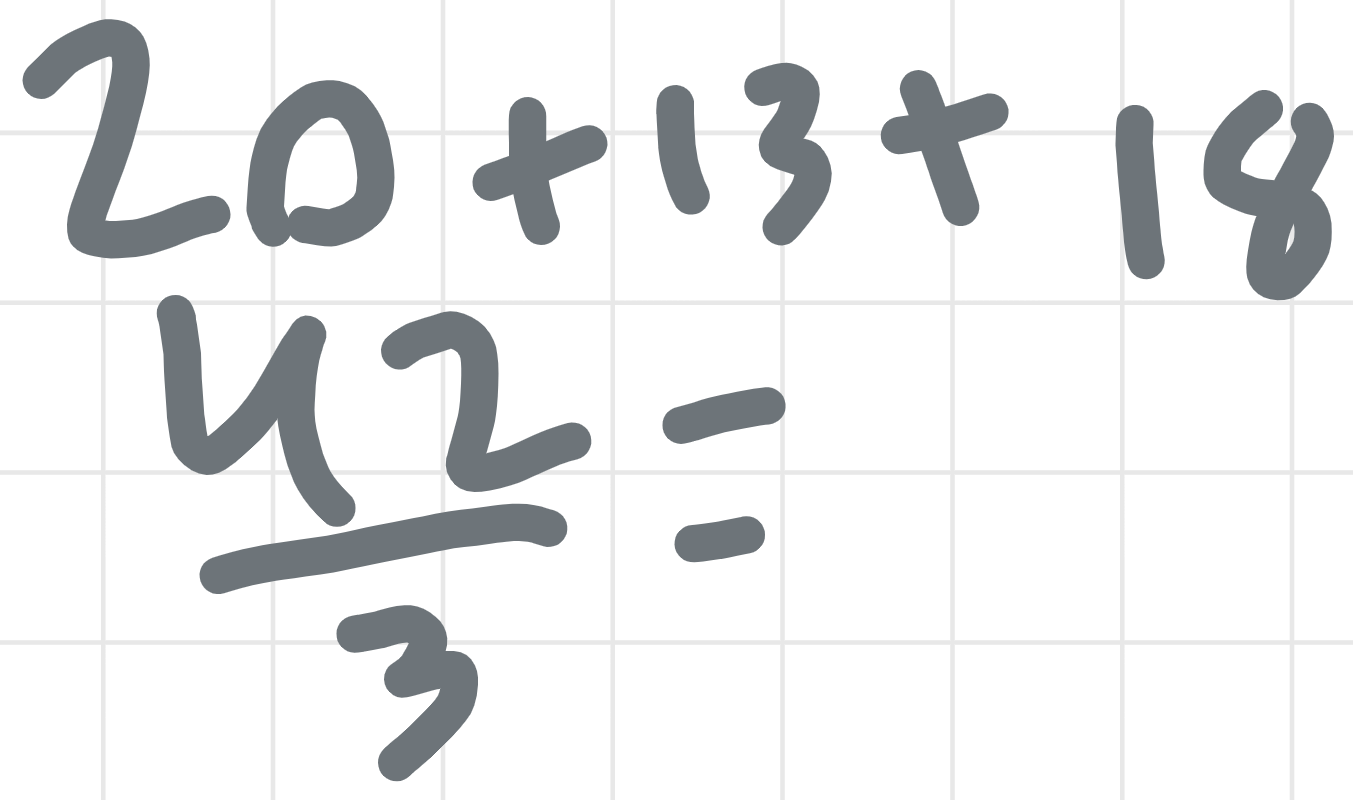 20 + 13 + 18
42/3 =